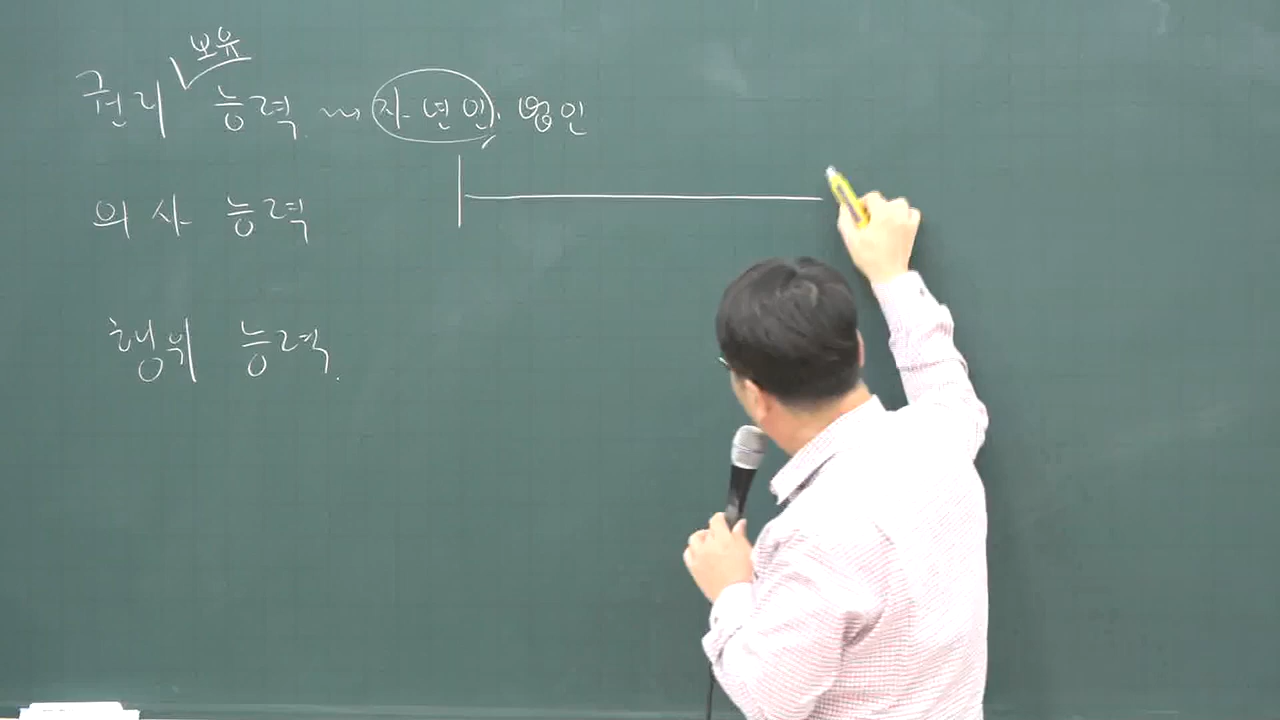 보유
권리 능력 자연인, 법인
의사 능력
행위 능력.